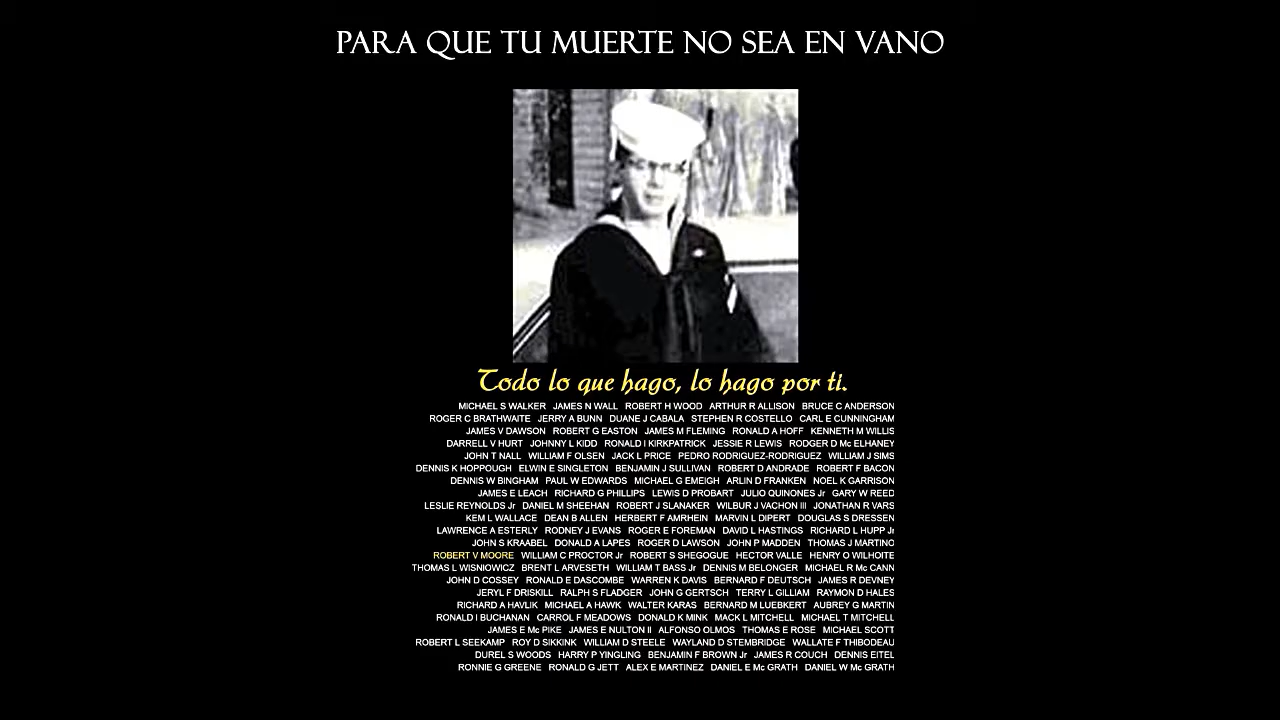 PARA QUE TU MUERTE NO SEA EN VANO
Todo lo que hago, lo hago por ti.
MICHAEL S WALKER JAMES N WALL ROBERT H WOOD ARTHUR R ALLISON BRUCE C ANDERSON
ROGER C BRATHWAITE JERRY A BUNN DUANE J CABALA STEPHEN R COSTELLO CARL E CUNNINGHAM
JAMES V DAWSON ROBERT G EASTON JAMES M FLEMING RONALD A HOFF KENNETH M WILLIS
DARRELL V HURT JOHNNY L KIDD RONALD I KIRKPATRICK JESSIE R LEWIS RODGER D Mc ELHANEY
JOHN T NALL WILLIAM F OLSEN JACK L PRICE PEDRO RODRIGUEZ-RODRIGUEZ WILLIAM J SIMS
DENNIS K HOPPOUGH ELWIN E SINGLETON BENJAMIN J SULLIVAN ROBERT D ANDRADE ROBERT F BACON
DENNIS W BINGHAM PAUL W EDWARDS MICHAEL G EMEIGH ARLIN D FRANKEN NOEL K GARRISON
JAMES E LEACH RICHARD G PHILLIPS LEWIS D PROBART JULIO QUINONES Jr GARY W REED
LESLIE REYNOLDS Jr DANIEL M SHEEHAN ROBERT J SLANAKER WILBUR J VACHON III JONATHAN R VARS
KEM L WALLACE DEAN B ALLEN HERBERT F AMRHEIN MARVIN L DIPERT DOUGLAS S DRESSEN
LAWRENCE A ESTERLY RODNEY J EVANS ROGER E FOREMAN DAVID L HASTINGS RICHARD L HUPP Jr
JOHN S KRAABEL DONALD A LAPES ROGER D LAWSON JOHN P MADDEN THOMAS J MARTINO
ROBERT V MOORE WILLIAM C PROCTOR Jr ROBERT S SHEGOGUE HECTOR VALLE HENRY O WILHOITE
THOMAS L WISNIOWICZ BRENT L ARVESETH WILLIAM T BASS Jr DENNIS M BELONGER MICHAEL R Mc CANN
JOHN D COSSEY RONALD E DASCOMBE WARREN K DAVIS BERNARD F DEUTSCH JAMES R DEVNEY
JERYL F DRISKILL RALPH S FLADGER JOHN G GERTSCH TERRY L GILLIAM RAYMON D HALES
RICHARD A HAVLIK MICHAEL A HAWK WALTER KARAS BERNARD M LUEBKERT AUBREY G MARTIN
RONALD I BUCHANAN CARROL F MEADOWS DONALD K MINK MACK L MITCHELL MICHAEL T MITCHELL
JAMES E Mc PIKE JAMES E NULTON II ALFONSO OLMOS THOMAS E ROSE MICHAEL SCOTT
ROBERT L SEEKAMP ROY D SIKKINK WILLIAM D STEELE WAYLAND D STEMBRIDGE WALLATE F THIBODEAU
DUREL S WOODS HARRY P YINGLING BENJAMIN F BROWN Jr JAMES R COUCH DENNIS EITEL
RONNIE G GREENE RONALD G JETT ALEX E MARTINEZ DANIEL E Mc GRATH DANIEL W Mc GRATH